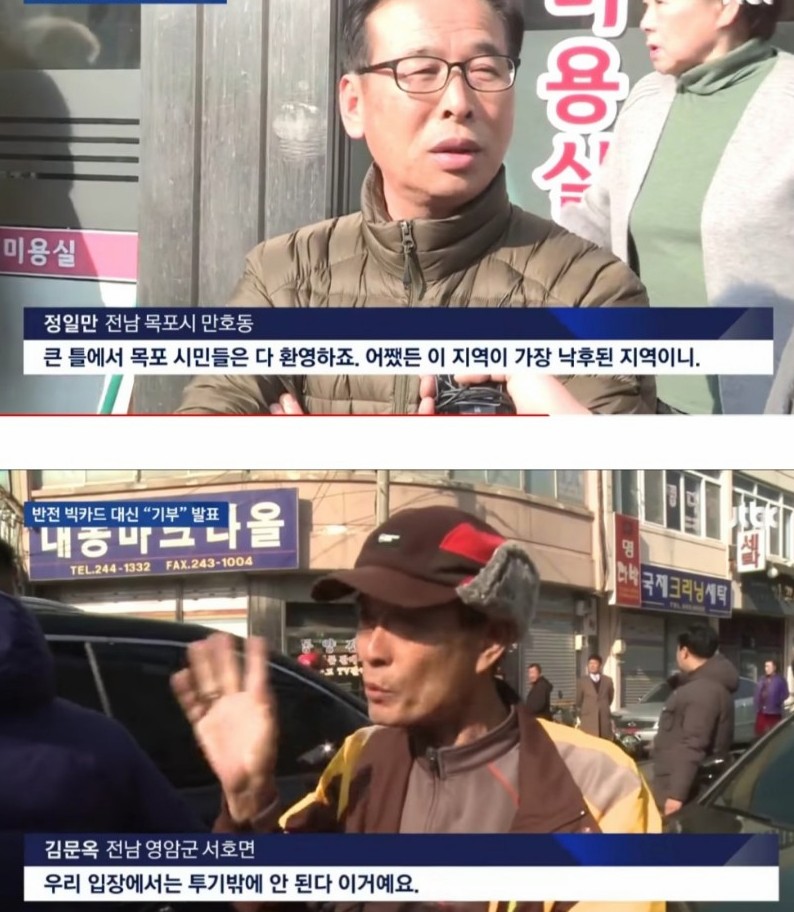 미용실
미용실
정일만 전남 목포시 만호동
큰 틀에서 목포 시민들은 다 환영하죠. 어쨌든 이 지역이 가장 낙후된 지역이니.
반전 빅카드 대신 “기부” 발표
TEL.244-1332 FAX.243-1004
국제크리닝세탁
세탁
김문옥 전남 영암군 서호면
우리 입장에서는 투기밖에 안 된다 이거예요.